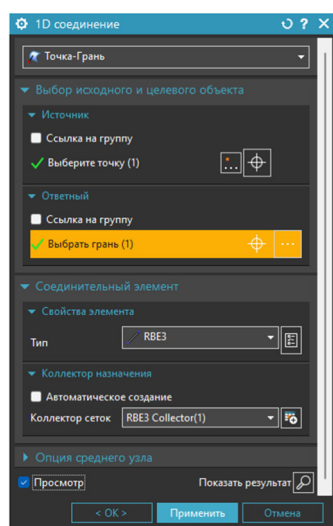 1D соединение
Точка-Грань
Выбор исходного и целевого объекта
Источник
Ссылка на группу
Выберите точку (1)
Ответный
Ссылка на группу
Выбрать грань (1)
Соединительный элемент
Свойства элемента
Тип RBE3
Коллектор назначения
Автоматическое создание
Коллектор сеток RBE3 Collector(1)
Опция среднего узла
Просмотр Показать результат
< OK > Применить Отмена